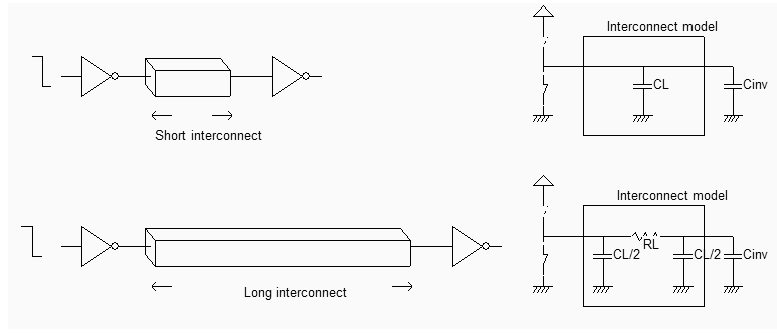 Interconnect model
CL
Cinv
Short interconnect
Interconnect model
RL
CL/2
CL/2
Cinv
Long interconnect